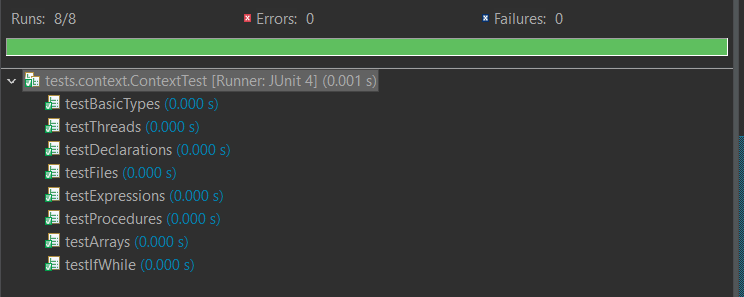 Runs: 8/8 Errors: 0 Failures: 0
tests.context.ContextTest [Runner: JUnit 4] (0.001 s)
testBasicTypes (0.000 s)
testThreads (0.000 s)
testDeclarations (0.000 s)
testFiles (0.000 s)
testExpressions (0.000 s)
testProcedures (0.000 s)
testArrays (0.000 s)
testIfWhile (0.000 s)